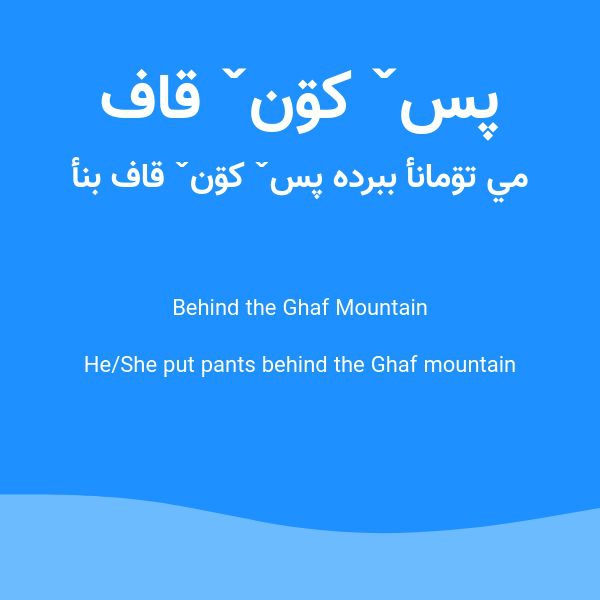 پسˇ کۊنˇ قاف
مي تۊمانأ ببرده پسˇ کۊنˇ قاف بنأ
Behind the Ghaf Mountain
He/She put pants behind the Ghaf mountain